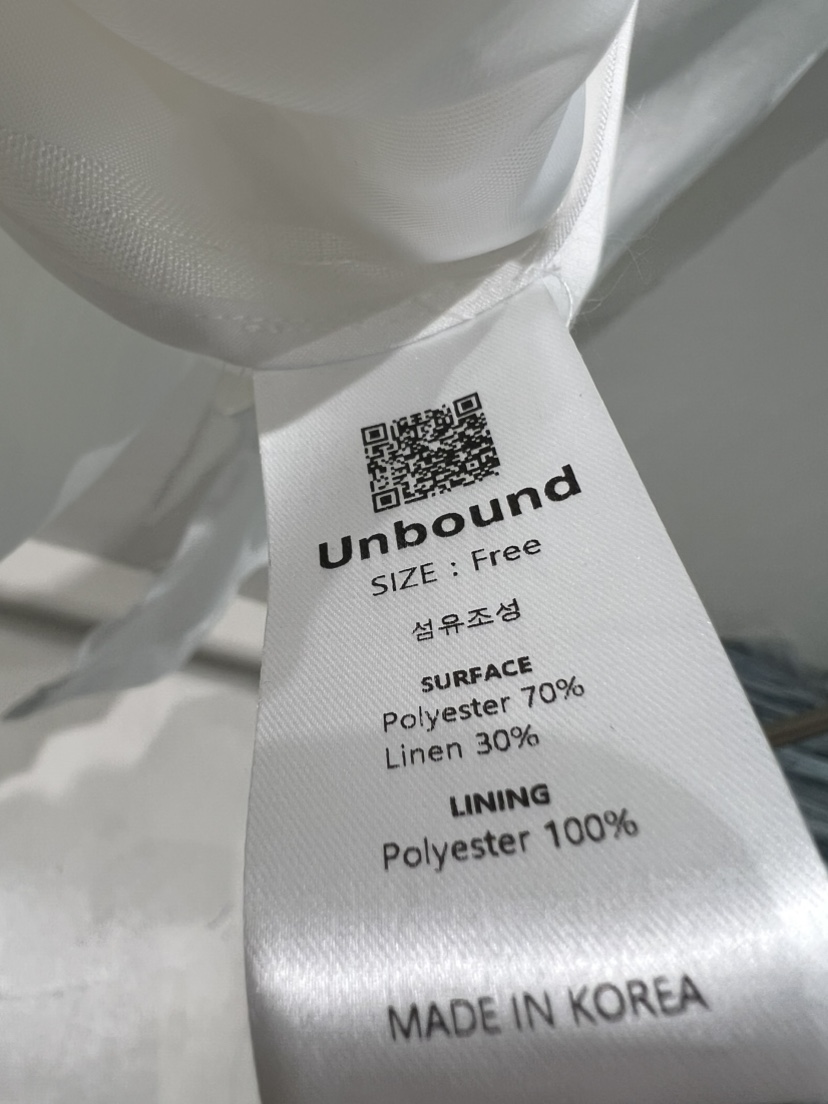 Unbound
SIZE : Free
섬유조성
SURFACE
Polyester 70%
Linen 30%
LINING
Polyester 100%
MADE IN KOREA